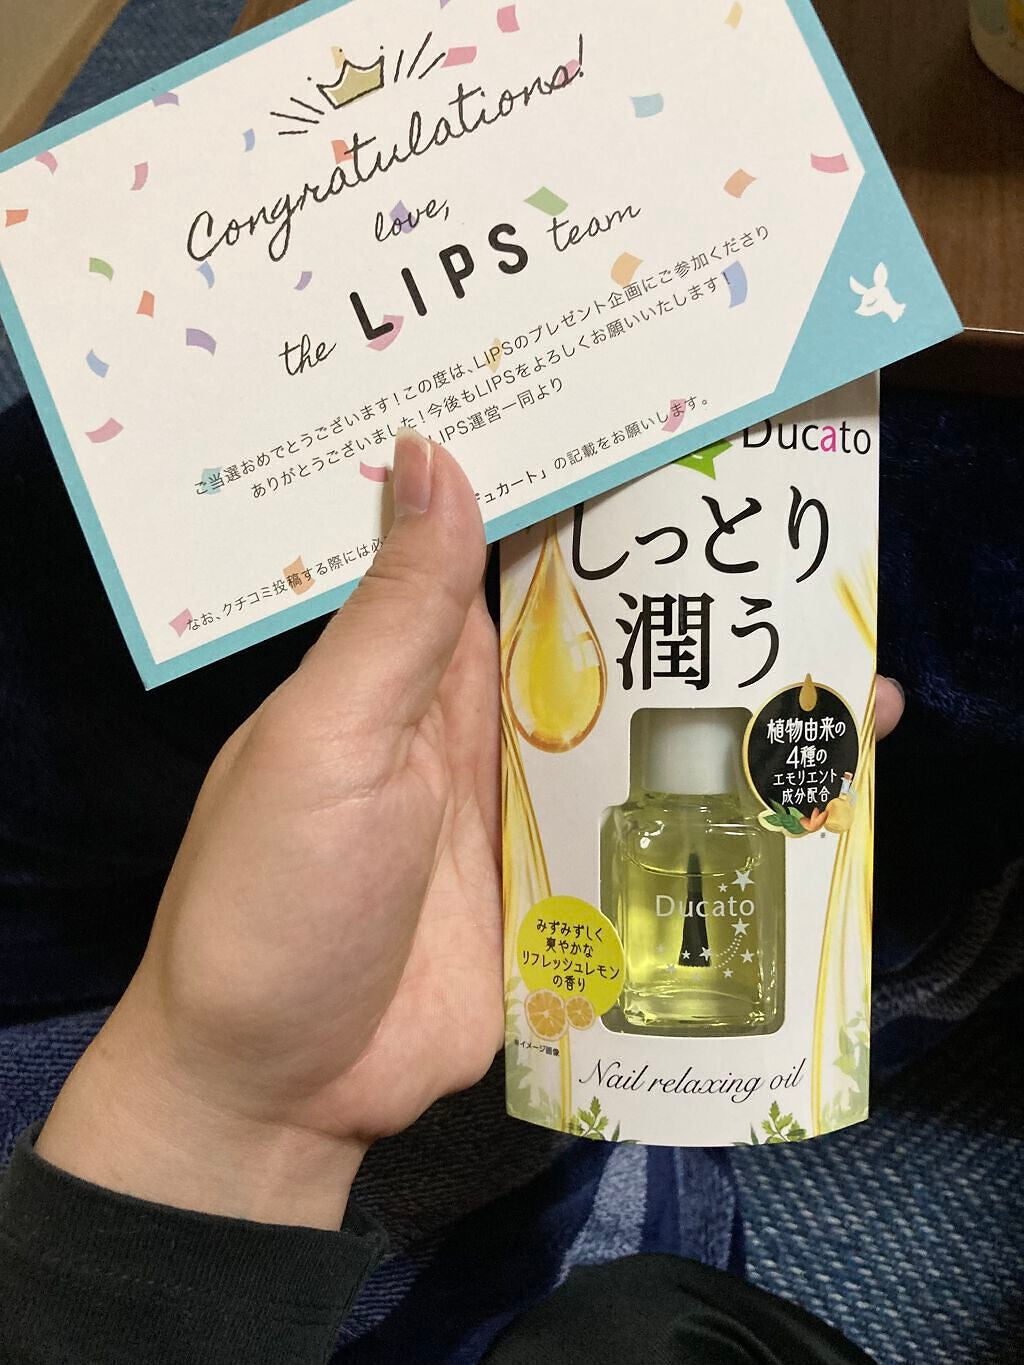 Congratulations!
love,
the LIPS team
ご当選おめでとうございます！この度は、LIPSのプレゼント企画にご参加くださり
ありがとうございました！今後もLIPSをよろしくお願いいたします！
LIPS運営一同より
なお、クチコミ投稿する際には必
デュカート」の記載をお願いします。
Ducato
しっとり
潤う
植物由来の
4種の
エモリエント
成分配合
※
Ducato
みずみずしく
爽やかな
リフレッシュレモン
の香り
※イメージ画像
Nail relaxing oil